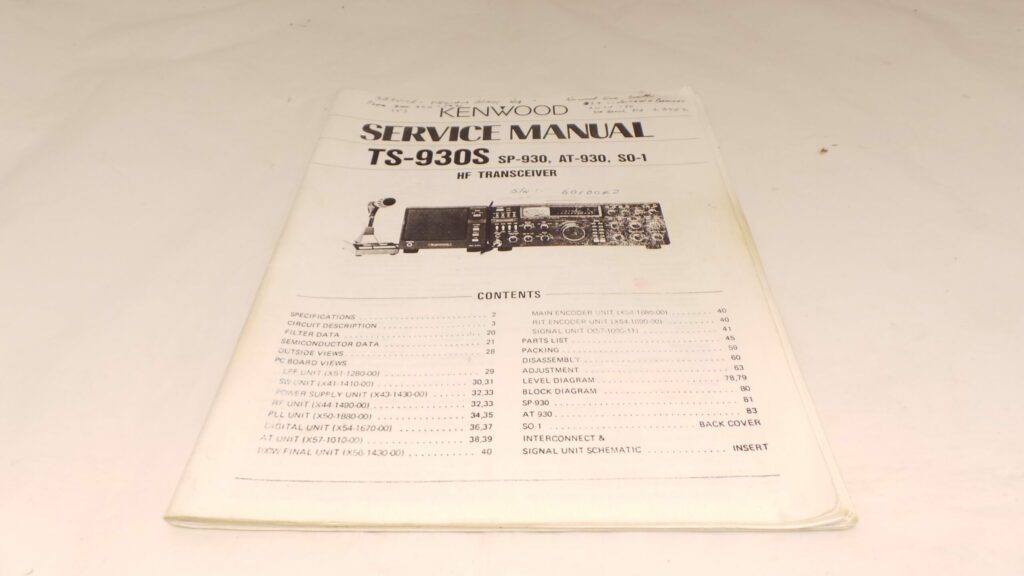 KENWOOD
SERVICE MANUAL
TS-930S SP-930, AT-930, SO-1
HF TRANSCEIVER
CONTENTS
SPECIFICATIONS 2
CIRCUIT DESCRIPTION 3
FILTER DATA 20
SEMICONDUCTOR DATA 21
OUTSIDE VIEWS 28
PC BOARD VIEWS
LPF UNIT (X51-1280-00) 29
SW UNIT (X41-1410-00) 30,31
POWER SUPPLY UNIT (X43-1430-00) 32,33
RF UNIT (X44-1490-00) 32,33
PLL UNIT (X50-1880-00) 34,35
DIGITAL UNIT (X54-1670-00) 36,37
AT UNIT (X57-1010-00) 38,39
100W FINAL UNIT (X56-1430-00) 40
MAIN ENCODER UNIT 40
RIT ENCODER UNIT 40
SIGNAL UNIT 41
PARTS LIST 45
PACKING 59
DISASSEMBLY 60
ADJUSTMENT 63
LEVEL DIAGRAM 78,79
BLOCK DIAGRAM 80
SP-930 81
AT 930 83
SO-1 BACK COVER
INTERCONNECT &
SIGNAL UNIT SCHEMATIC INSERT